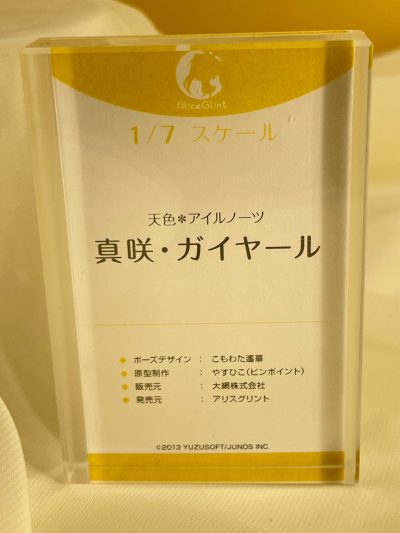 AliceGlint
1/7 スケール
天色＊アイルノーツ
真咲・ガイヤール
◆ ポーズデザイン ： こもわた遙華
◆ 原型制作 ： やすひこ（ピンポイント）
◆ 販売元 ： 大網株式会社
◆ 発売元 ： アリスグリント
©2013 YUZUSOFT/JUNOS INC.